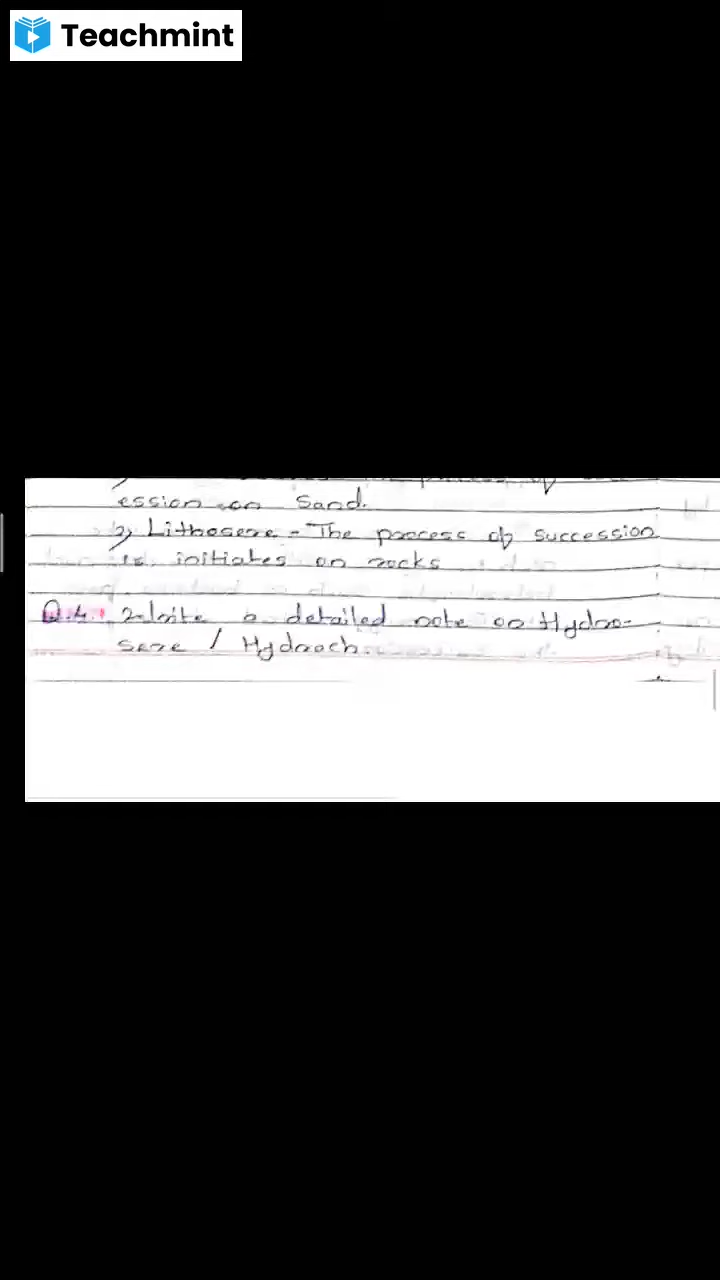 Teachmint
ession on Sand.
2) Lithosere - The process of succession
is initiates on rocks
Q.4. Write a detailed note on Hydro-
sere / Hydrach.